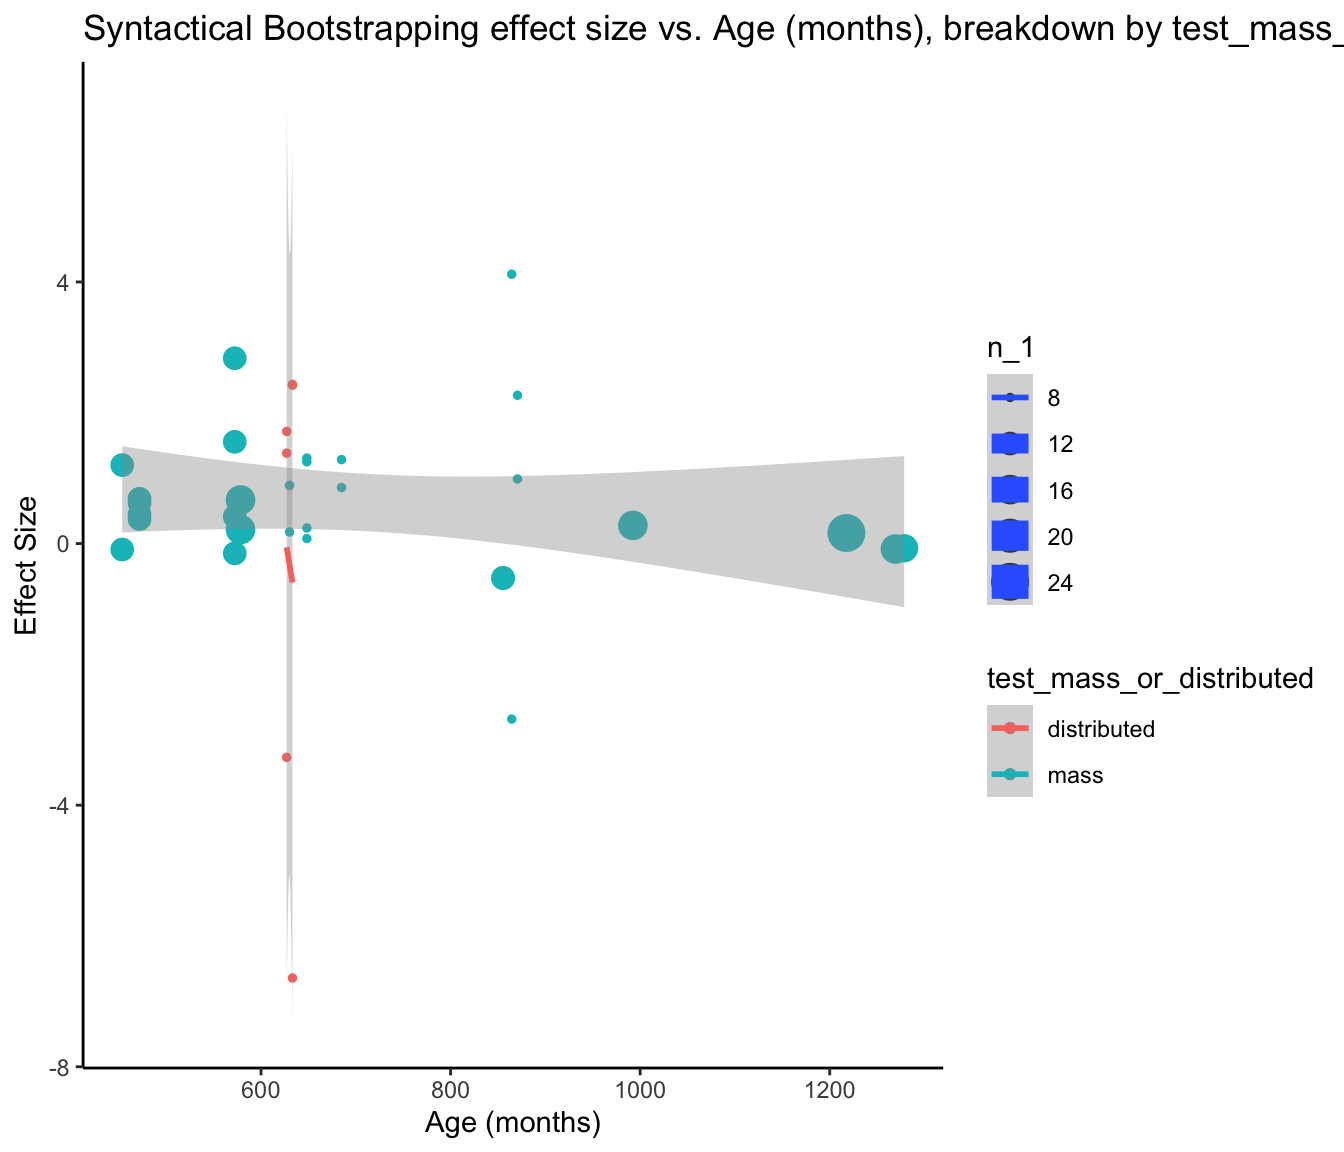 Syntactical Bootstrapping effect size vs. Age (months), breakdown by test_mass_
Effect Size
4
0
-4
-8
600
800
1000
1200
Age (months)
n_1
8
12
16
20
24
test_mass_or_distributed
distributed
mass